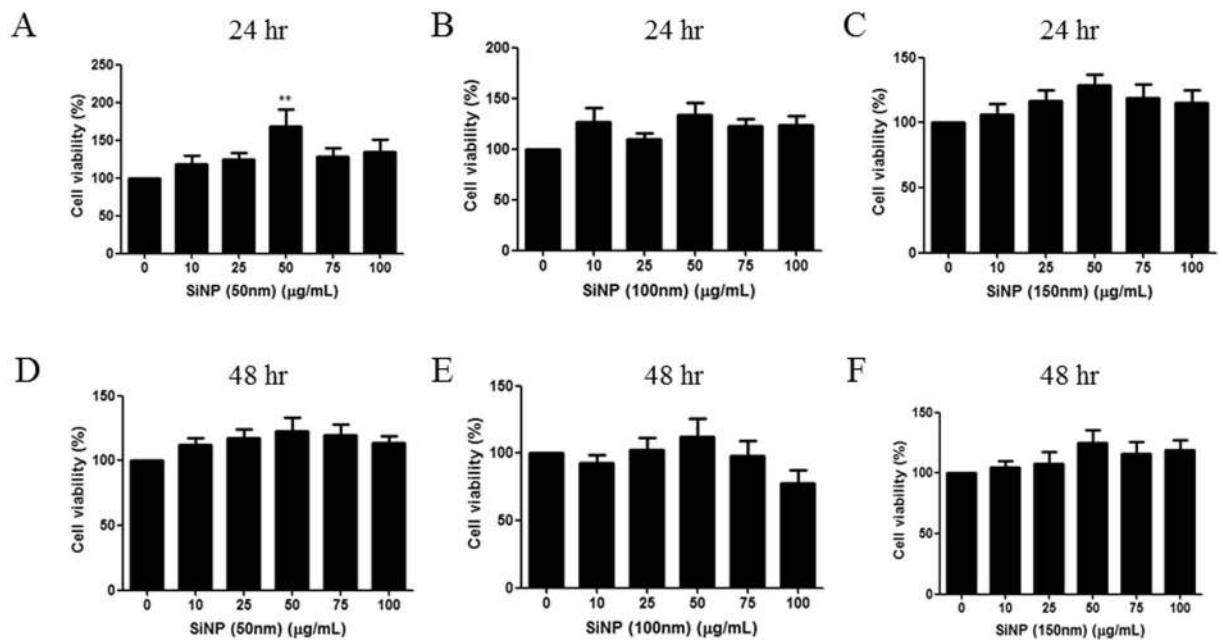 A
24 hr
Cell viability (%)
250
200
150
100
50
0
**
0 10 25 50 75 100
SiNP (50nm) (μg/mL)
B
24 hr
Cell viability (%)
200
150
100
50
0
0 10 25 50 75 100
SiNP (100nm) (μg/mL)
C
24 hr
Cell viability (%)
150
100
50
0
0 10 25 50 75 100
SiNP (150nm) (μg/mL)
D
48 hr
Cell viability (%)
150
100
50
0
0 10 25 50 75 100
SiNP (50nm) (μg/mL)
E
48 hr
Cell viability (%)
150
100
50
0
0 10 25 50 75 100
SiNP (100nm) (μg/mL)
F
48 hr
Cell viability (%)
150
100
50
0
0 10 25 50 75 100
SiNP (150nm) (μg/mL)